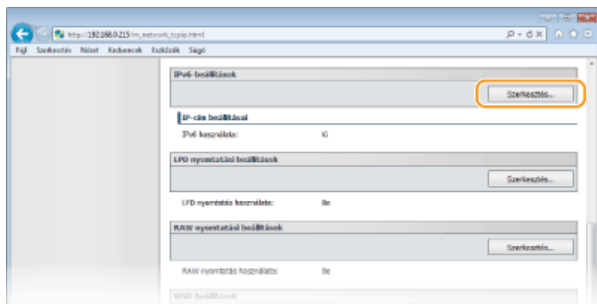 http://192.168.0.215/m_network_tcpip.html
Fájl Szerkesztés Nézet Kedvencek Eszközök Súgó
IPv6-beállítások
Szerkesztés...
IP-cím beállításai
IPv6 használata: Ki
LPD nyomtatási beállítások
Szerkesztés...
LPD nyomtatás használata: Be
RAW nyomtatási beállítások
Szerkesztés...
RAW nyomtatás használata: Be
WSD beállítások